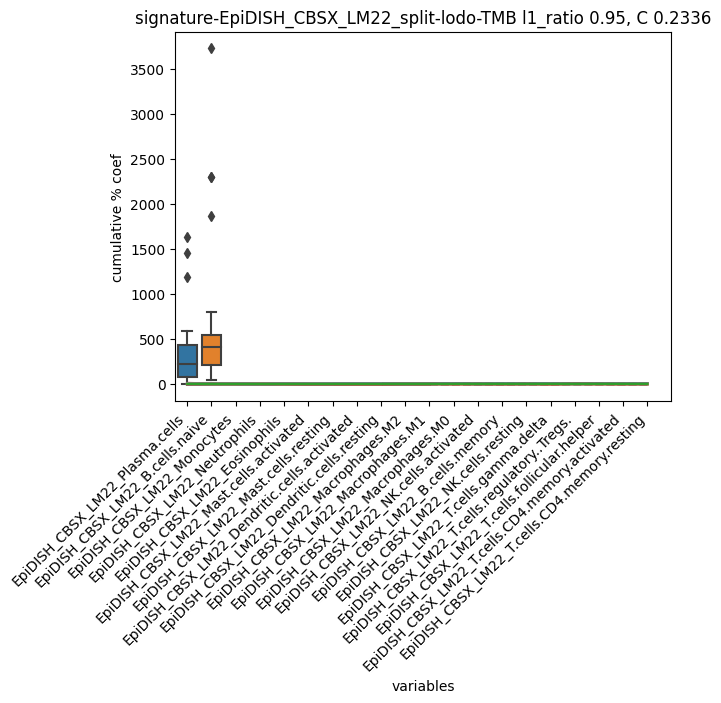 signature-EpiDISH_CBSX_LM22_split-lodo-TMB l1_ratio 0.95, C 0.2336
cumulative % coef
3500
3000
2500
2000
1500
1000
500
0
EpiDISH_CBSX_LM22_Plasma.cells
EpiDISH_CBSX_LM22_B.cells.naive
EpiDISH_CBSX_LM22_Monocytes
EpiDISH_CBSX_LM22_Neutrophils
EpiDISH_CBSX_LM22_Eosinophils
EpiDISH_CBSX_LM22_Mast.cells.activated
EpiDISH_CBSX_LM22_Mast.cells.resting
EpiDISH_CBSX_LM22_Dendritic.cells.activated
EpiDISH_CBSX_LM22_Dendritic.cells.resting
EpiDISH_CBSX_LM22_Macrophages.M2
EpiDISH_CBSX_LM22_Macrophages.M1
EpiDISH_CBSX_LM22_Macrophages.M0
EpiDISH_CBSX_LM22_NK.cells.activated
EpiDISH_CBSX_LM22_B.cells.memory
EpiDISH_CBSX_LM22_NK.cells.resting
EpiDISH_CBSX_LM22_T.cells.gamma.delta
EpiDISH_CBSX_LM22_T.cells.regulatory..Tregs.
EpiDISH_CBSX_LM22_T.cells.follicular.helper
EpiDISH_CBSX_LM22_T.cells.CD4.memory.activated
EpiDISH_CBSX_LM22_T.cells.CD4.memory.resting
variables